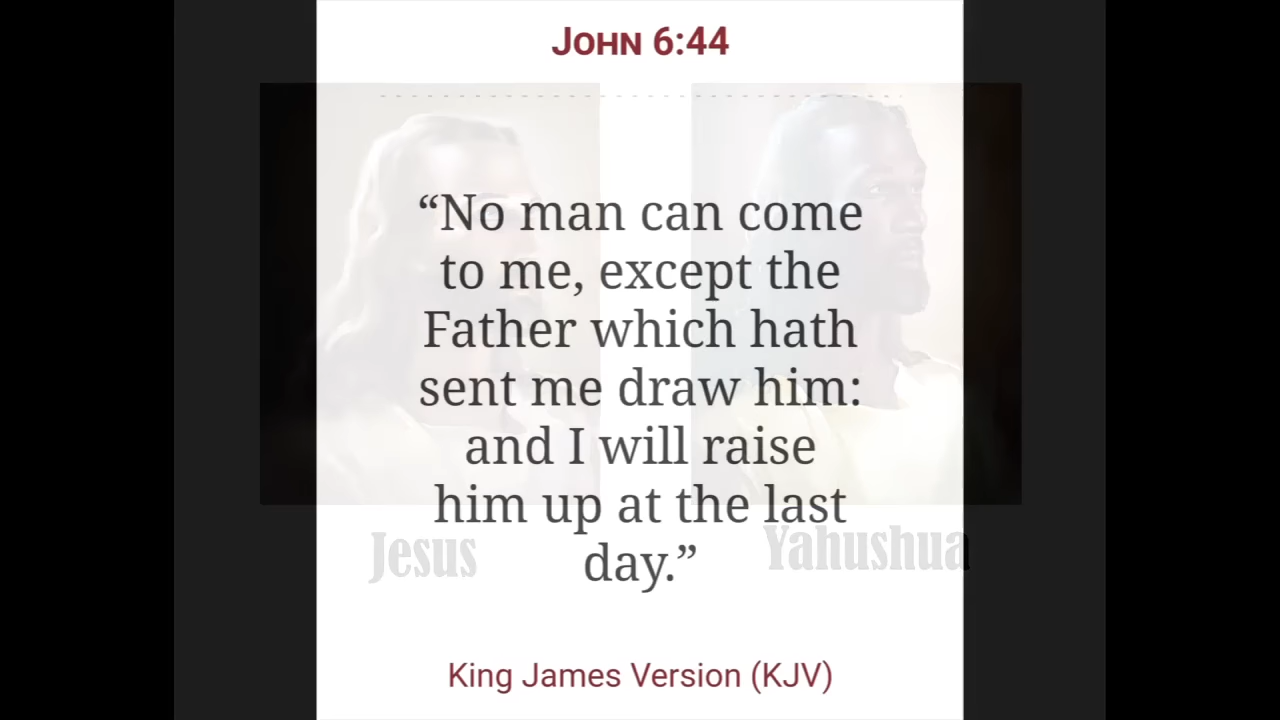 John 6:44
“No man can come
to me, except the
Father which hath
sent me draw him:
and I will raise
him up at the last
day.”
Jesus
Yahushua
King James Version (KJV)